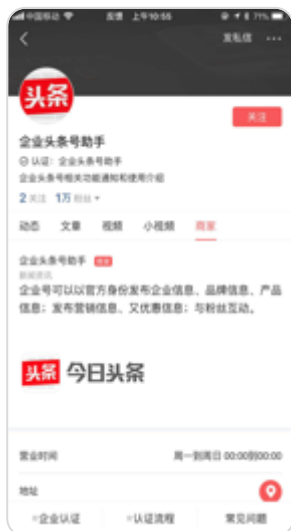 中国移动 反馈 上午10:55 71%
发私信 ...
头条
关注
企业头条号助手
认证：企业头条号助手
企业头条号相关功能通知和使用介绍
2 关注 1万 粉丝
动态 文章 视频 小视频 商家
企业头条号助手
新闻资讯
企业号可以以官方身份发布企业信息、品牌信息、产品
信息；发布营销信息、又优惠信息；与粉丝互动。
头条 今日头条
营业时间 周一到周日 00:00到00:00
地址
企业认证 认证流程 常见问题